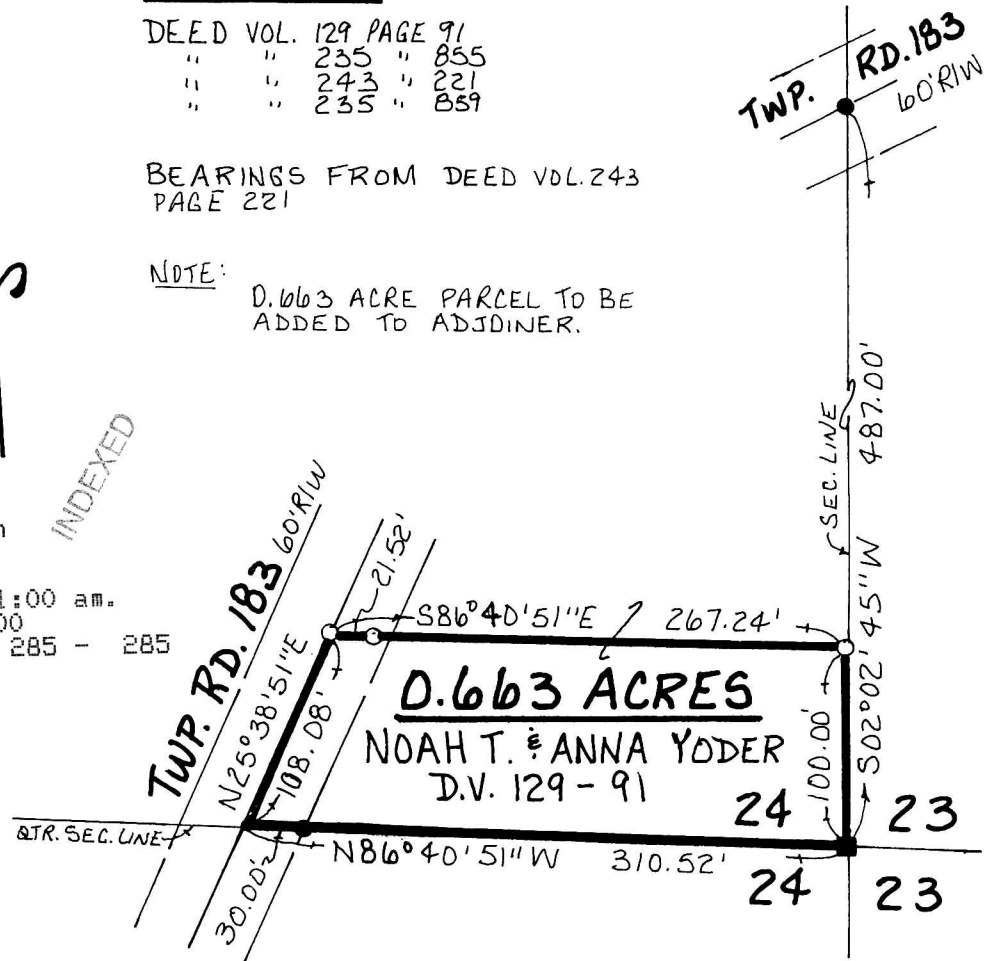 DEED VOL. 129 PAGE 91
" " 235 " 855
" " 243 " 221
" " 235 " 859
BEARINGS FROM DEED VOL. 243
PAGE 221
NOTE:
0.663 ACRE PARCEL TO BE
ADDED TO ADJOINER.
TWP. RD. 183
60' R/W
INDEXED
:00 am.
00
285 - 285
SEC. LINE
487.00'
S02°02'45"W
TWP. RD. 183 60' R/W
N25°38'51"E
108.08'
21.52'
S86°40'51"E 267.24'
0.663 ACRES
NOAH T. & ANNA YODER
D.V. 129 - 91
100.00'
24 23
QTR. SEC. LINE
30.00'
N86°40'51"W 310.52'
24 23